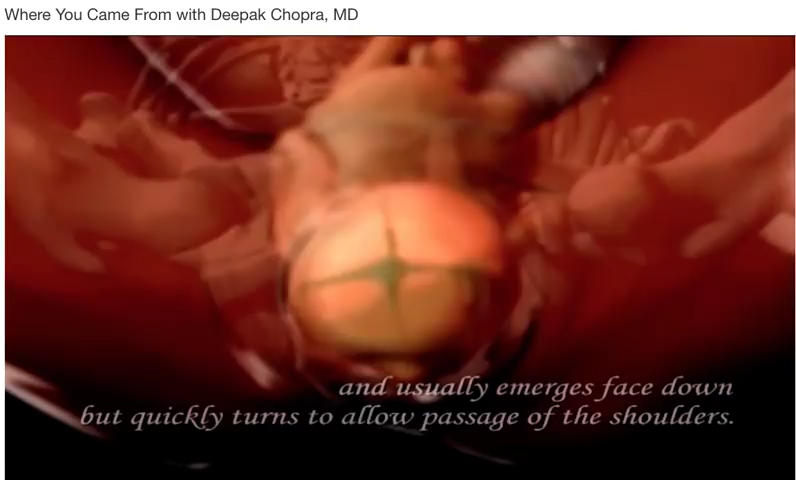 Where You Came From with Deepak Chopra, MD
and usually emerges face down
but quickly turns to allow passage of the shoulders.